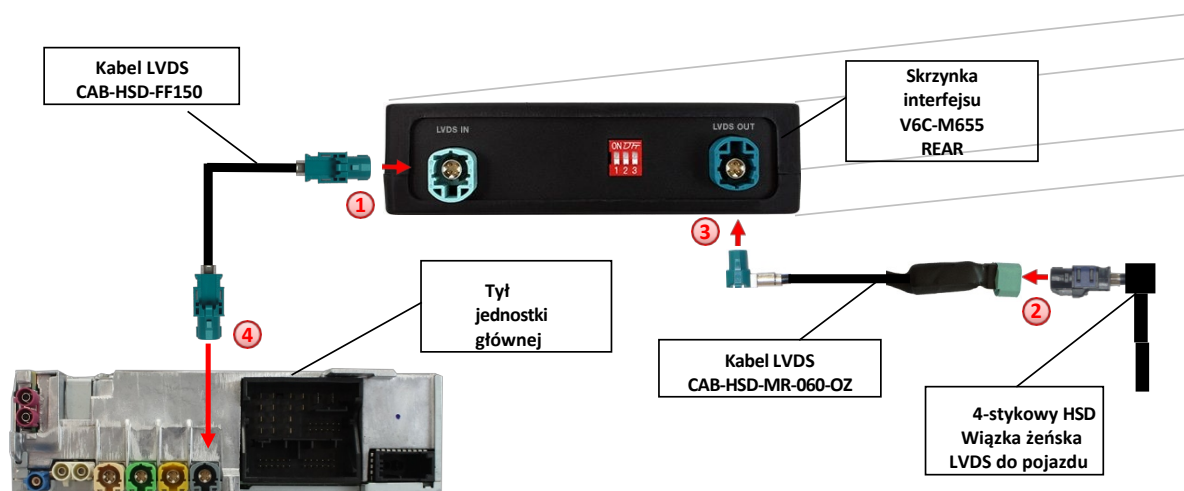 Kabel LVDS
CAB-HSD-FF150
Skrzynka
interfejsu
V6C-M655
REAR
LVDS IN
LVDS OUT
ON
1 2 3
1
3
2
4
Tył
jednostki
głównej
Kabel LVDS
CAB-HSD-MR-060-OZ
4-stykowy HSD
Wiązka żeńska
LVDS do pojazdu